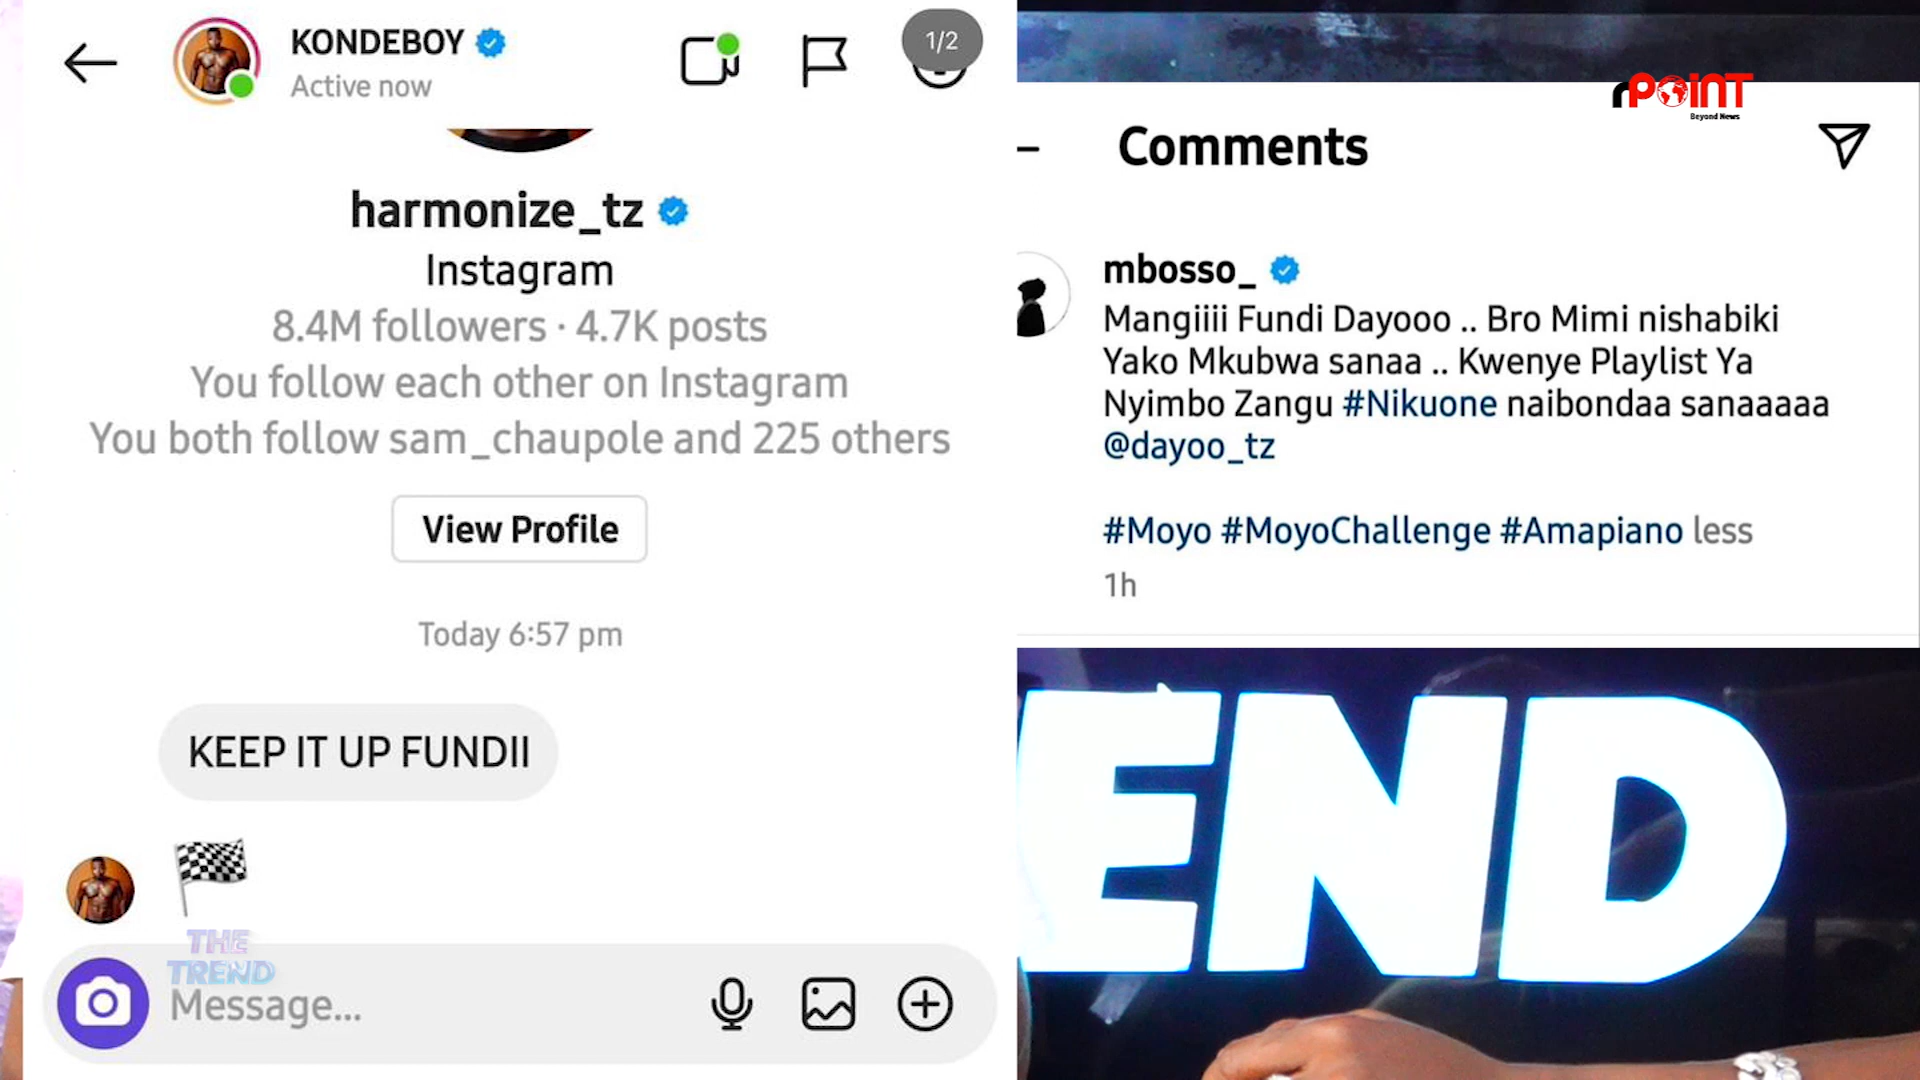 KONDEBOY
Active now
1/2
harmonize_tz
Instagram
8.4M followers · 4.7K posts
You follow each other on Instagram
You both follow sam_chaupole and 225 others
View Profile
Today 6:57 pm
KEEP IT UP FUNDII
THE
TREND
Message...
rPOINT
Beyond News
Comments
mbosso_
Mangiiii Fundi Dayooo .. Bro Mimi nishabiki
Yako Mkubwa sanaa .. Kwenye Playlist Ya
Nyimbo Zangu #Nikuone naibondaa sanaaaaa
@dayoo_tz
#Moyo #MoyoChallenge #Amapiano less
1h
END